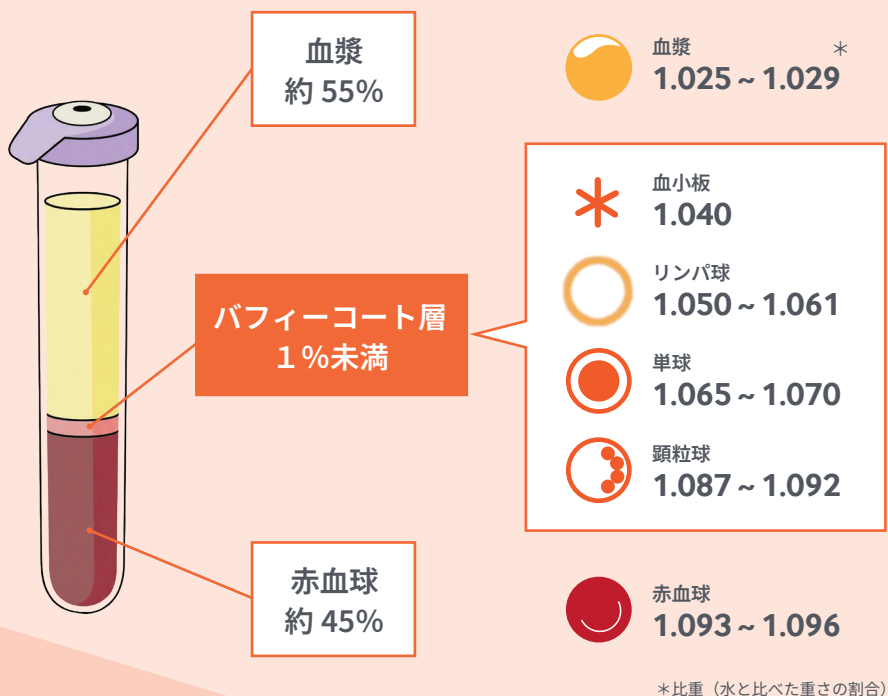 血漿
約 55%
バフィーコート層
１%未満
赤血球
約 45%
血漿 ＊
1.025 ~ 1.029
血小板
1.040
リンパ球
1.050 ~ 1.061
単球
1.065 ~ 1.070
顆粒球
1.087 ~ 1.092
赤血球
1.093 ~ 1.096
＊比重（水と比べた重さの割合）